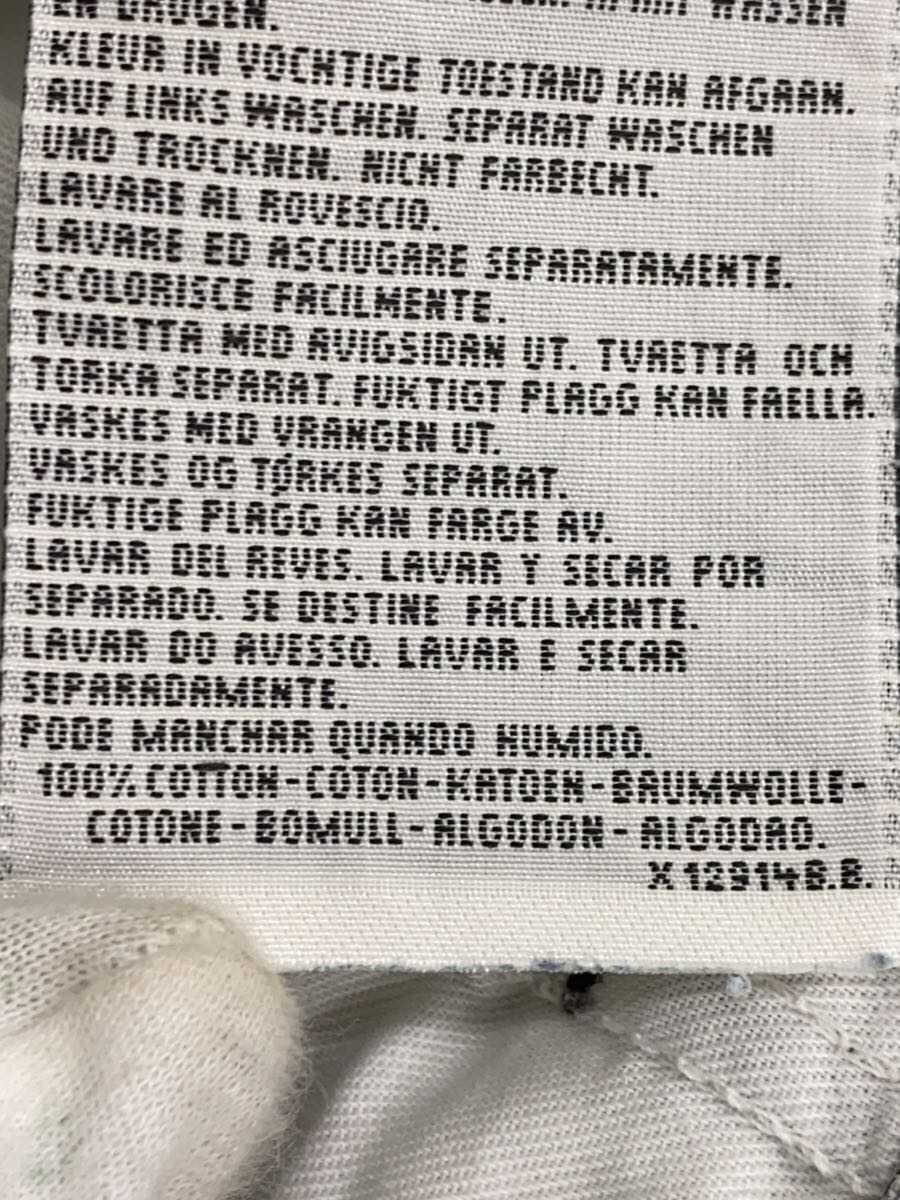 WASSEN
EN DROGEN.
KLEUR IN VOCHTIGE TOESTAND KAN AFGAAN.
AUF LINKS WASCHEN. SEPARAT WASCHEN
UND TROCKNEN. NICHT FARBECHT.
LAVARE AL ROVESCIO.
LAVARE ED ASCIUGARE SEPARATAMENTE.
SCOLORISCE FACILMENTE.
TVAETTA MED AVIGSIDAN UT. TVAETTA OCH
TORKA SEPARAT. FUKTIGT PLAGG KAN FAELLA.
VASKES MED VRANGEN UT.
VASKES OG TØRKES SEPARAT.
FUKTIGE PLAGG KAN FARGE AV.
LAVAR DEL REVES. LAVAR Y SECAR POR
SEPARADO. SE DESTINE FACILMENTE.
LAVAR DO AVESSO. LAVAR E SECAR
SEPARADAMENTE.
PODE MANCHAR QUANDO HUMIDO.
100% COTTON-COTON-KATOEN-BAUMWOLLE-
COTONE-BOMULL-ALGODON-ALGODAO.
X129148.B.